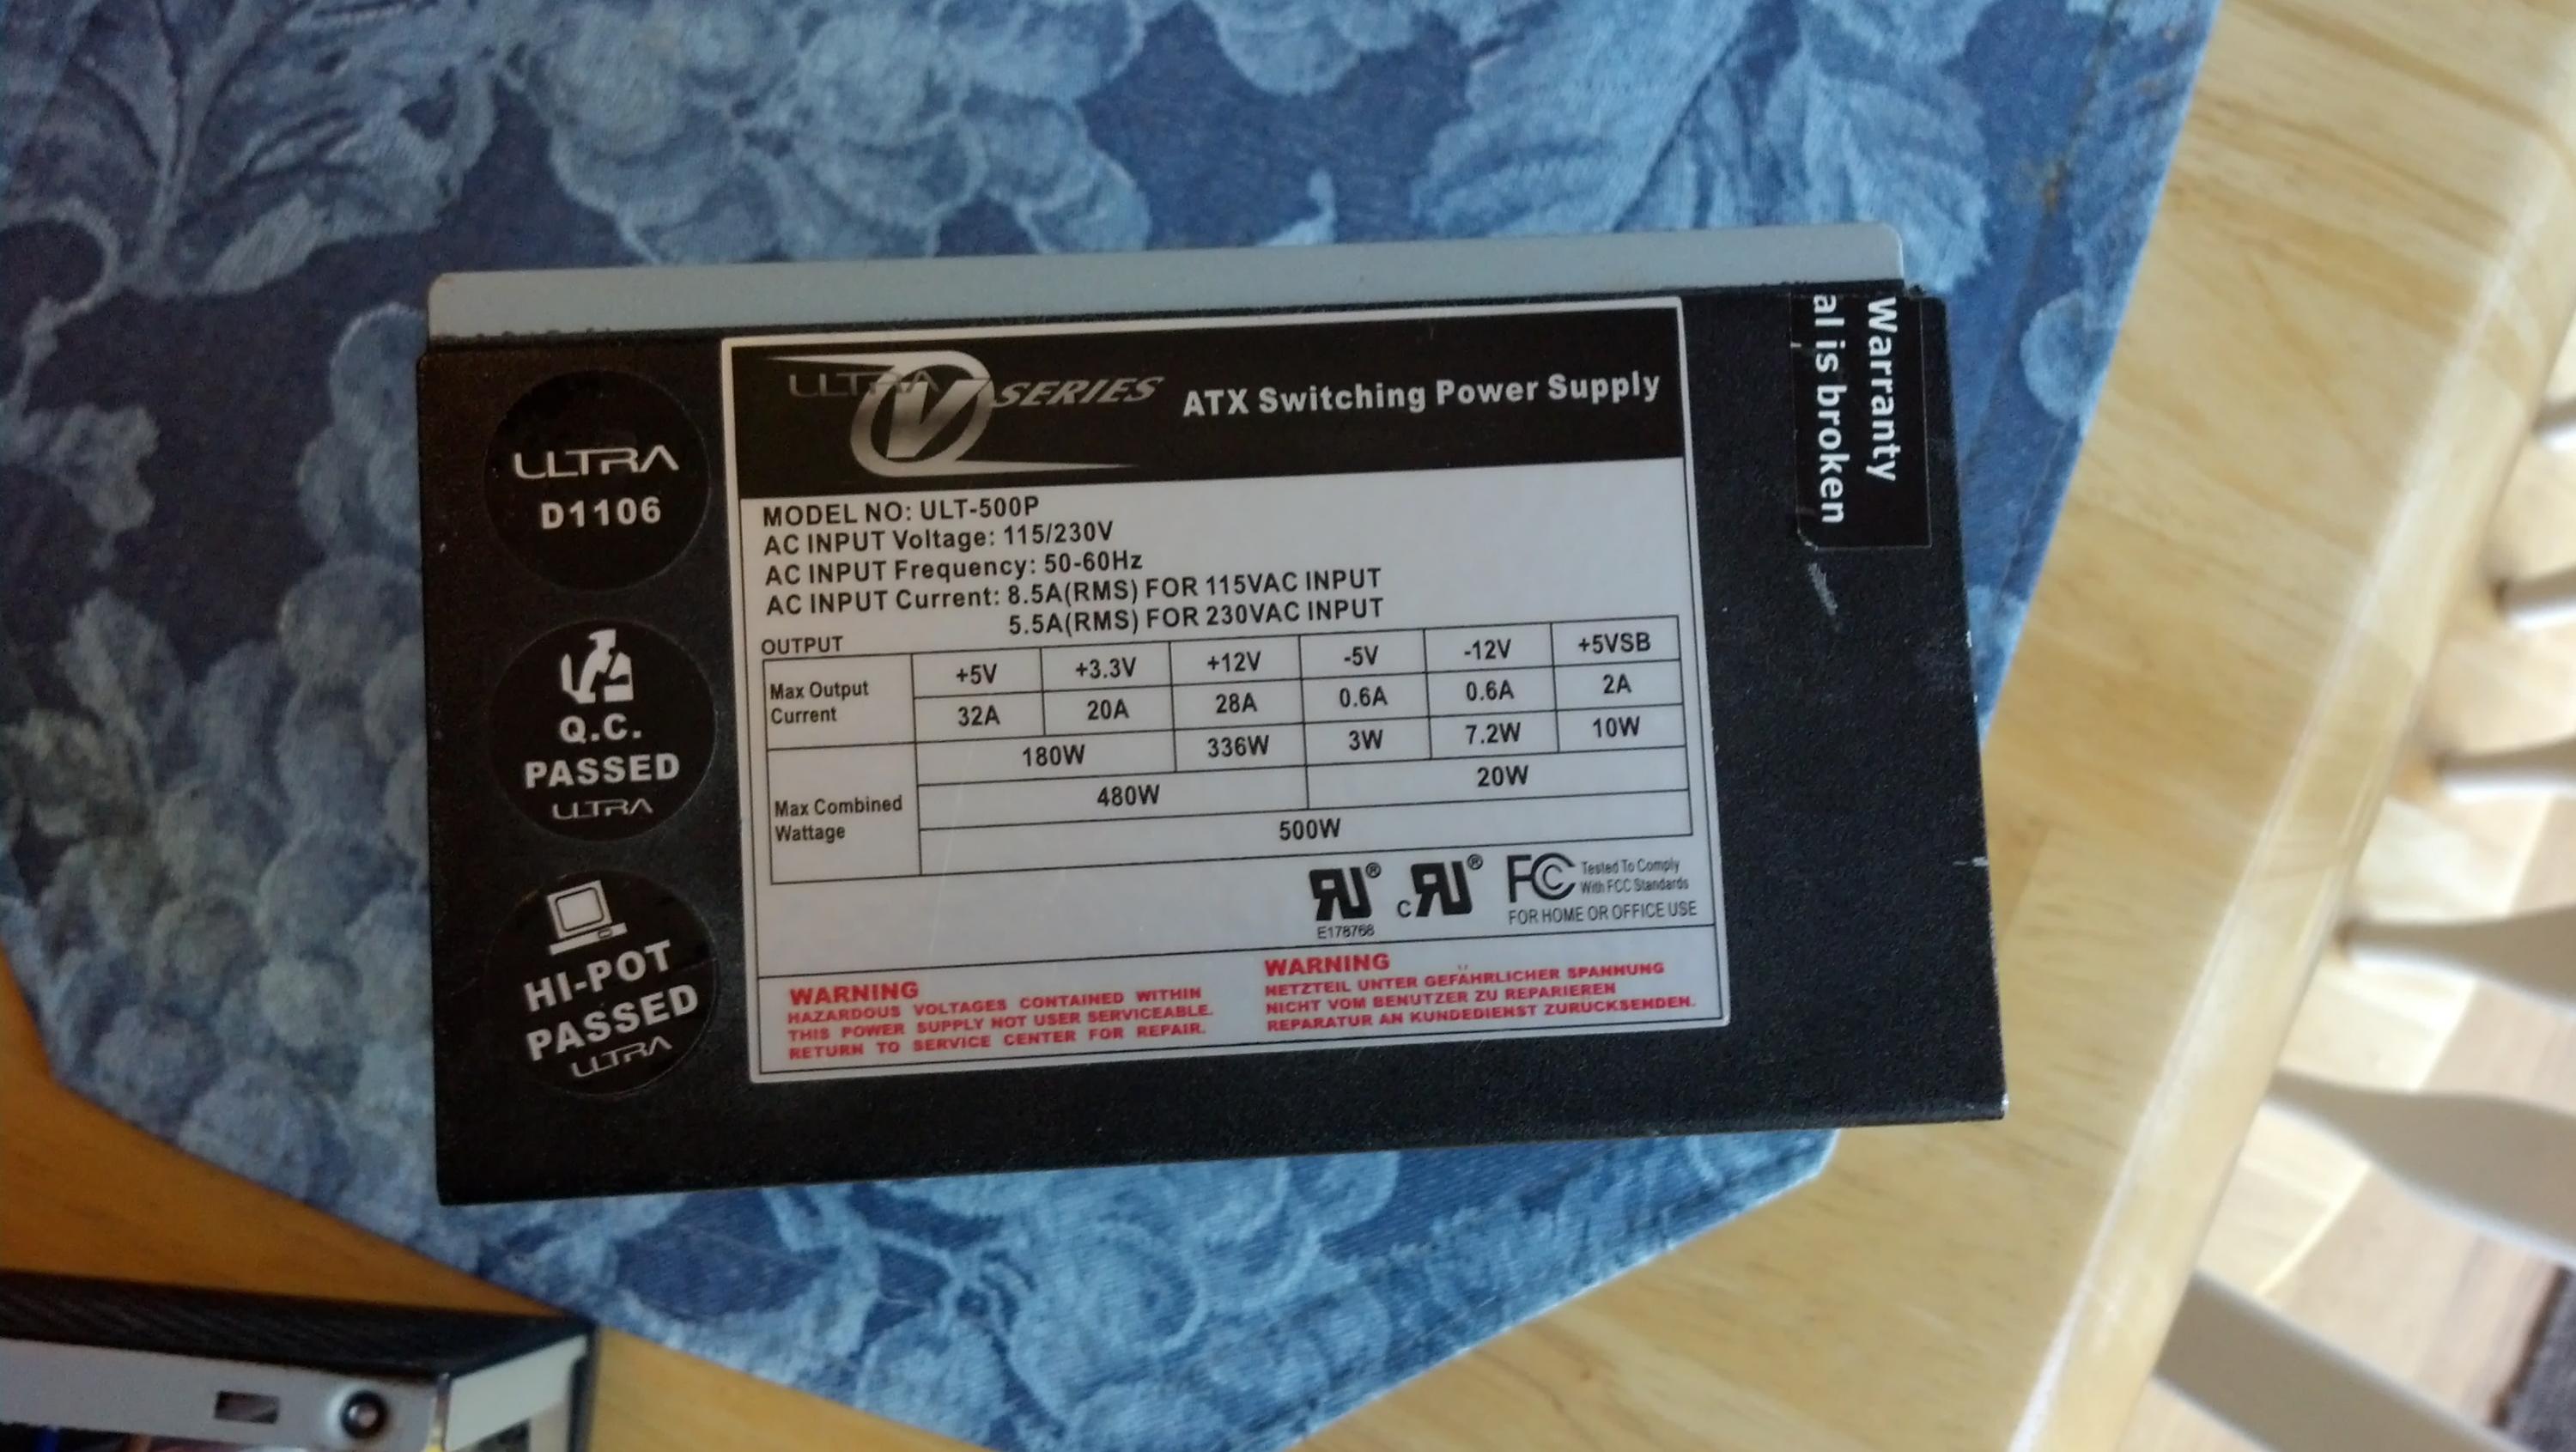 ULTRA
D1106
Q.C.
PASSED
ULTRA
HI-POT
PASSED
ULTRA
ULTRA V SERIES ATX Switching Power Supply
MODEL NO: ULT-500P
AC INPUT Voltage: 115/230V
AC INPUT Frequency: 50-60Hz
AC INPUT Current: 8.5A(RMS) FOR 115VAC INPUT
5.5A(RMS) FOR 230VAC INPUT
OUTPUT
Max Output Current +5V +3.3V +12V -5V -12V +5VSB
32A 20A 28A 0.6A 0.6A 2A
Max Combined Wattage 180W 336W 3W 7.2W 10W
480W 20W
500W
RU® cRU® FC Tested To Comply
With FCC Standards
E178768 FOR HOME OR OFFICE USE
WARNING
HAZARDOUS VOLTAGES CONTAINED WITHIN
THIS POWER SUPPLY NOT USER SERVICEABLE.
RETURN TO SERVICE CENTER FOR REPAIR.
WARNING
NETZTEIL UNTER GEFÄHRLICHER SPANNUNG
NICHT VOM BENUTZER ZU REPARIEREN
REPARATUR AN KUNDEDIENST ZURÜCKSENDEN.
Warranty
al is broken